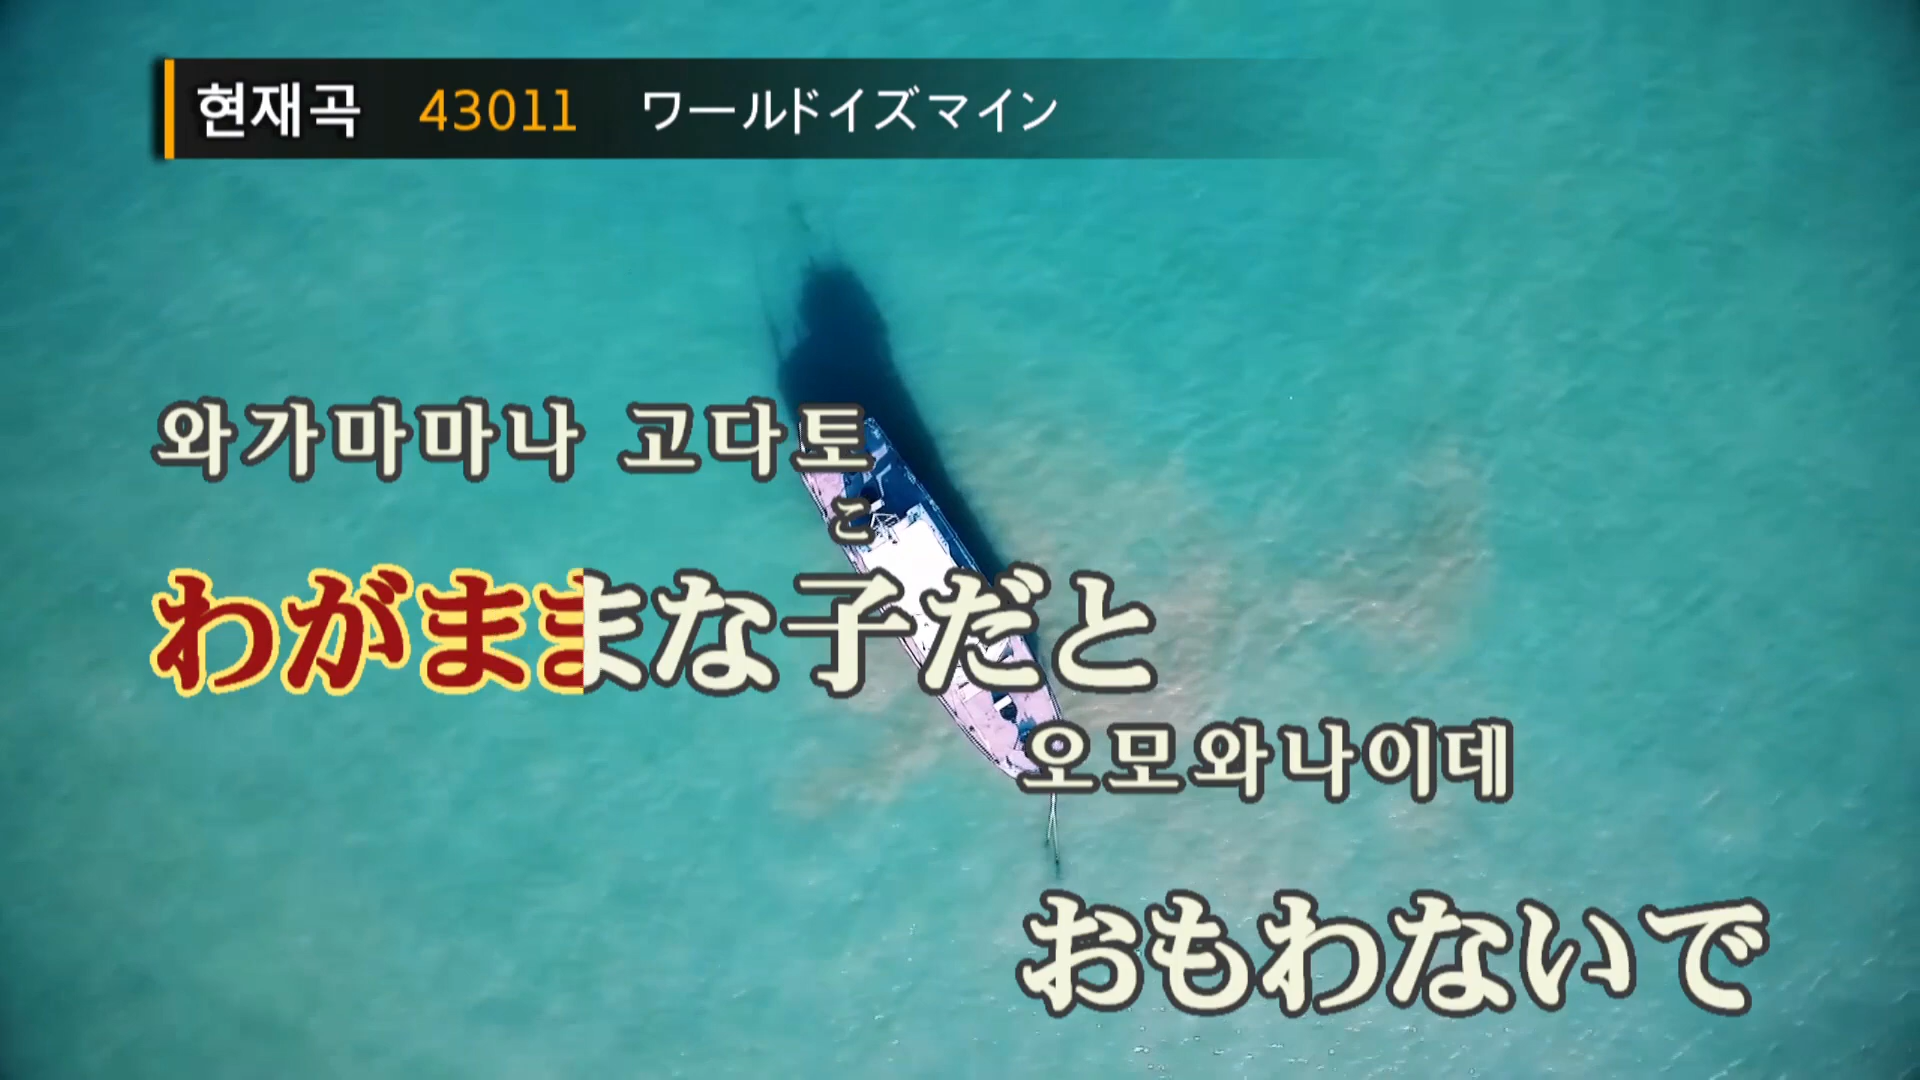 현재곡 43011 ワールドイズマイン
와가마마나 고다토
こ
わがままな子だと
오모와나이데
おもわないで